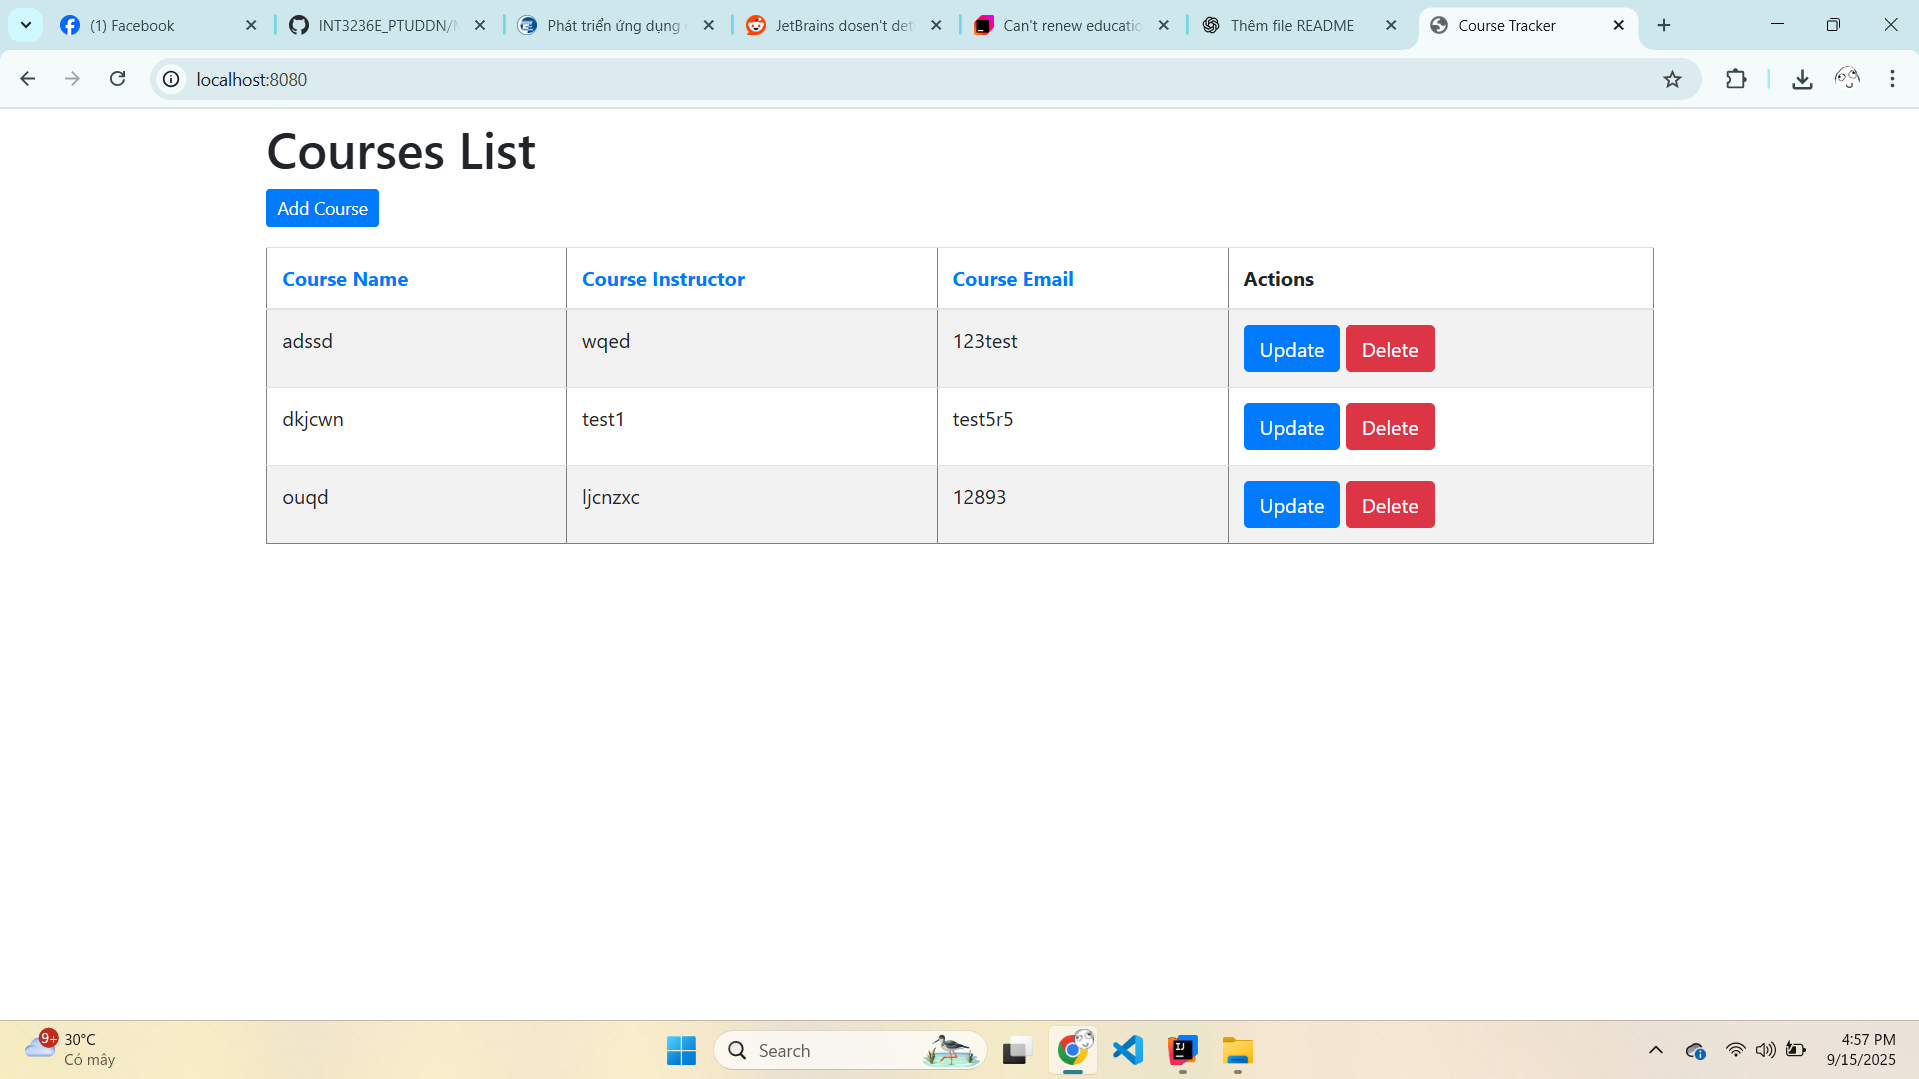 (1) Facebook
INT3236E_PTUDDN/
Phát triển ứng dụng
JetBrains dosen't dete
Can't renew educatio
Thêm file README
Course Tracker
localhost:8080
Courses List
Add Course
Course Name Course Instructor Course Email Actions
adssd wqed 123test Update Delete
dkjcwn test1 test5r5 Update Delete
ouqd ljcnzxc 12893 Update Delete
9+
30°C
Có mây
Search
4:57 PM
9/15/2025